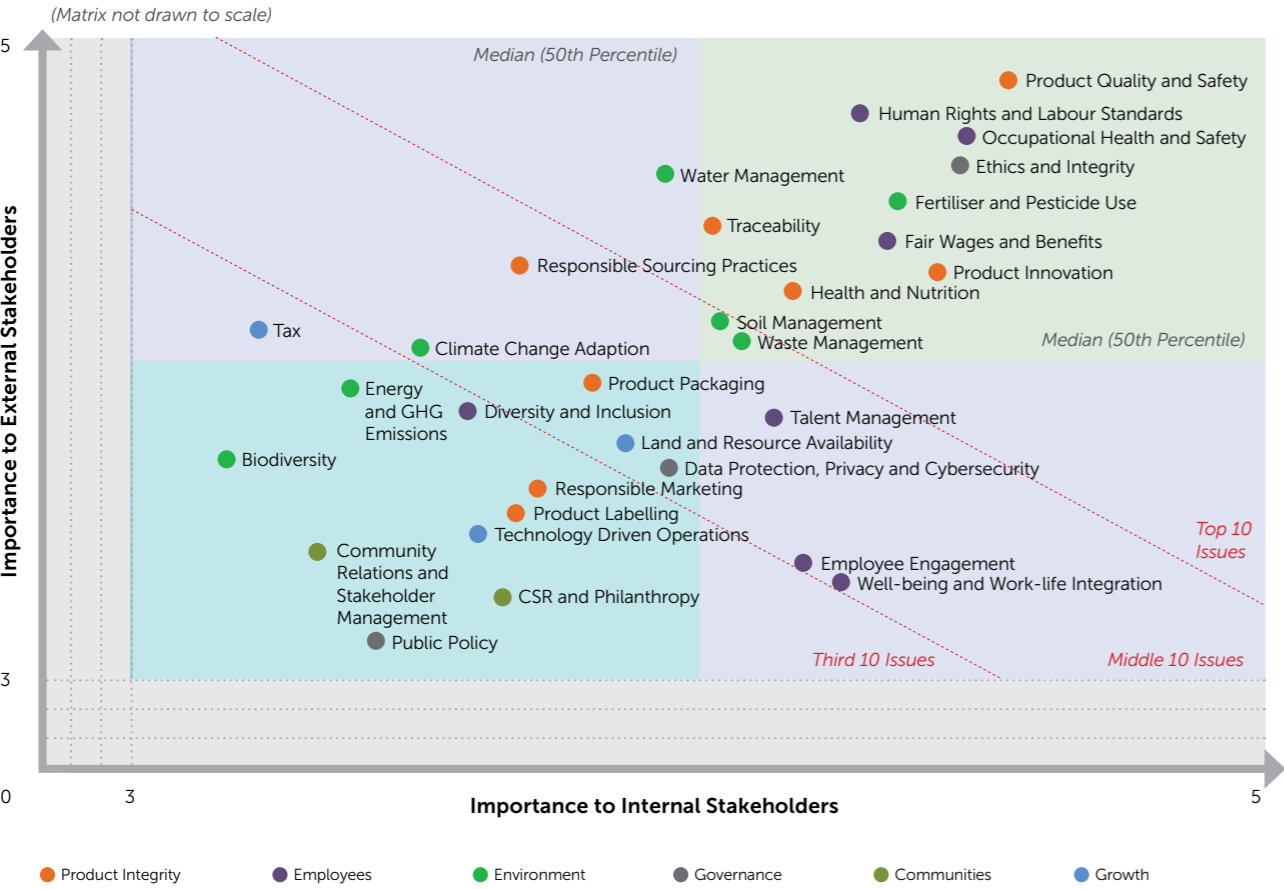 (Matrix not drawn to scale)
5
Median (50th Percentile)
Product Quality and Safety
Human Rights and Labour Standards
Occupational Health and Safety
Ethics and Integrity
Water Management
Fertiliser and Pesticide Use
Traceability
Fair Wages and Benefits
Responsible Sourcing Practices
Product Innovation
Health and Nutrition
Soil Management
Tax
Waste Management
Median (50th Percentile)
Climate Change Adaption
Product Packaging
Energy
and GHG
Emissions
Diversity and Inclusion
Talent Management
Land and Resource Availability
Biodiversity
Data Protection, Privacy and Cybersecurity
Responsible Marketing
Product Labelling
Technology Driven Operations
Top 10
Issues
Community
Relations and
Stakeholder
Management
Employee Engagement
Well-being and Work-life Integration
CSR and Philanthropy
Public Policy
Third 10 Issues
Middle 10 Issues
Importance to External Stakeholders
3
0
3
Importance to Internal Stakeholders
5
Product Integrity
Employees
Environment
Governance
Communities
Growth